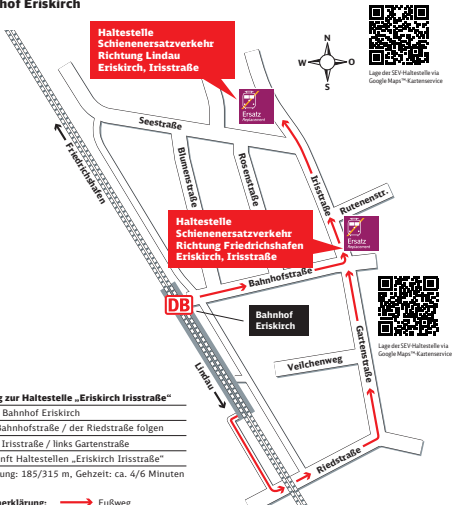 hof Eriskirch
Haltestelle
Schienenersatzverkehr
Richtung Lindau
Eriskirch, Irisstraße
N
W
O
S
Lage der SEV-Haltestelle via
Google Maps™-Kartenservice
Ersatz
Replacement
Seestraße
Friedrichshafen
Blumenstraße
Rosenstraße
Irisstraße
Rutenenstr.
Haltestelle
Schienenersatzverkehr
Richtung Friedrichshafen
Eriskirch, Irisstraße
Ersatz
Replacement
Bahnhofstraße
DB
Bahnhof
Eriskirch
Lage der SEV-Haltestelle via
Google Maps™-Kartenservice
Gartenstraße
Veilchenweg
Lindau
Riedstraße
g zur Haltestelle „Eriskirch Irisstraße“
Bahnhof Eriskirch
Bahnhofstraße / der Riedstraße folgen
Irisstraße / links Gartenstraße
nft Haltestellen „Eriskirch Irisstraße“
ung: 185/315 m, Gehzeit: ca. 4/6 Minuten
nerklärung:
Fußweg